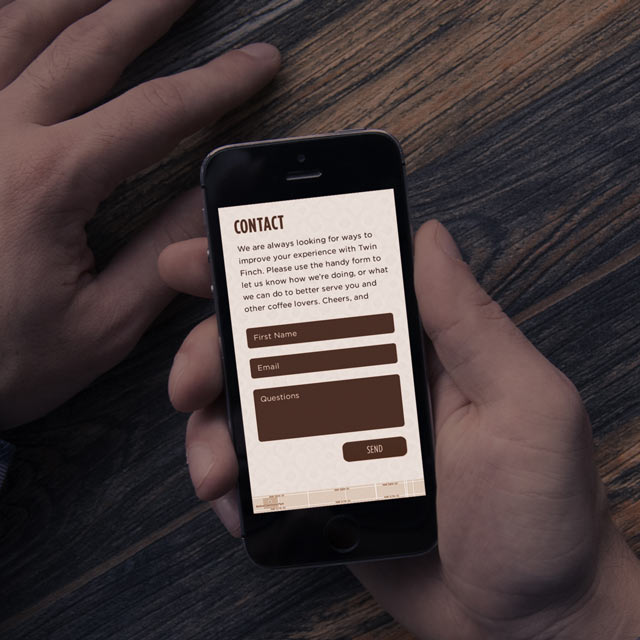 CONTACT
We are always looking for ways to
improve your experience with Twin
Finch. Please use the handy form to
let us know how we're doing, or what
we can do to better serve you and
other coffee lovers. Cheers, and
First Name
Email
Questions
SEND